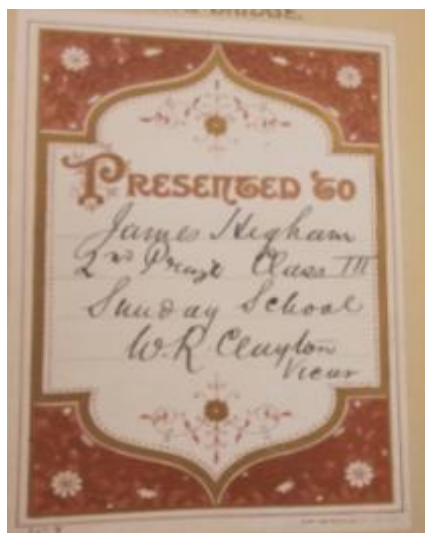 PRESENTED TO
James Higham
2nd Prize Class III
Sunday School
W. R. Clayton
Vicar